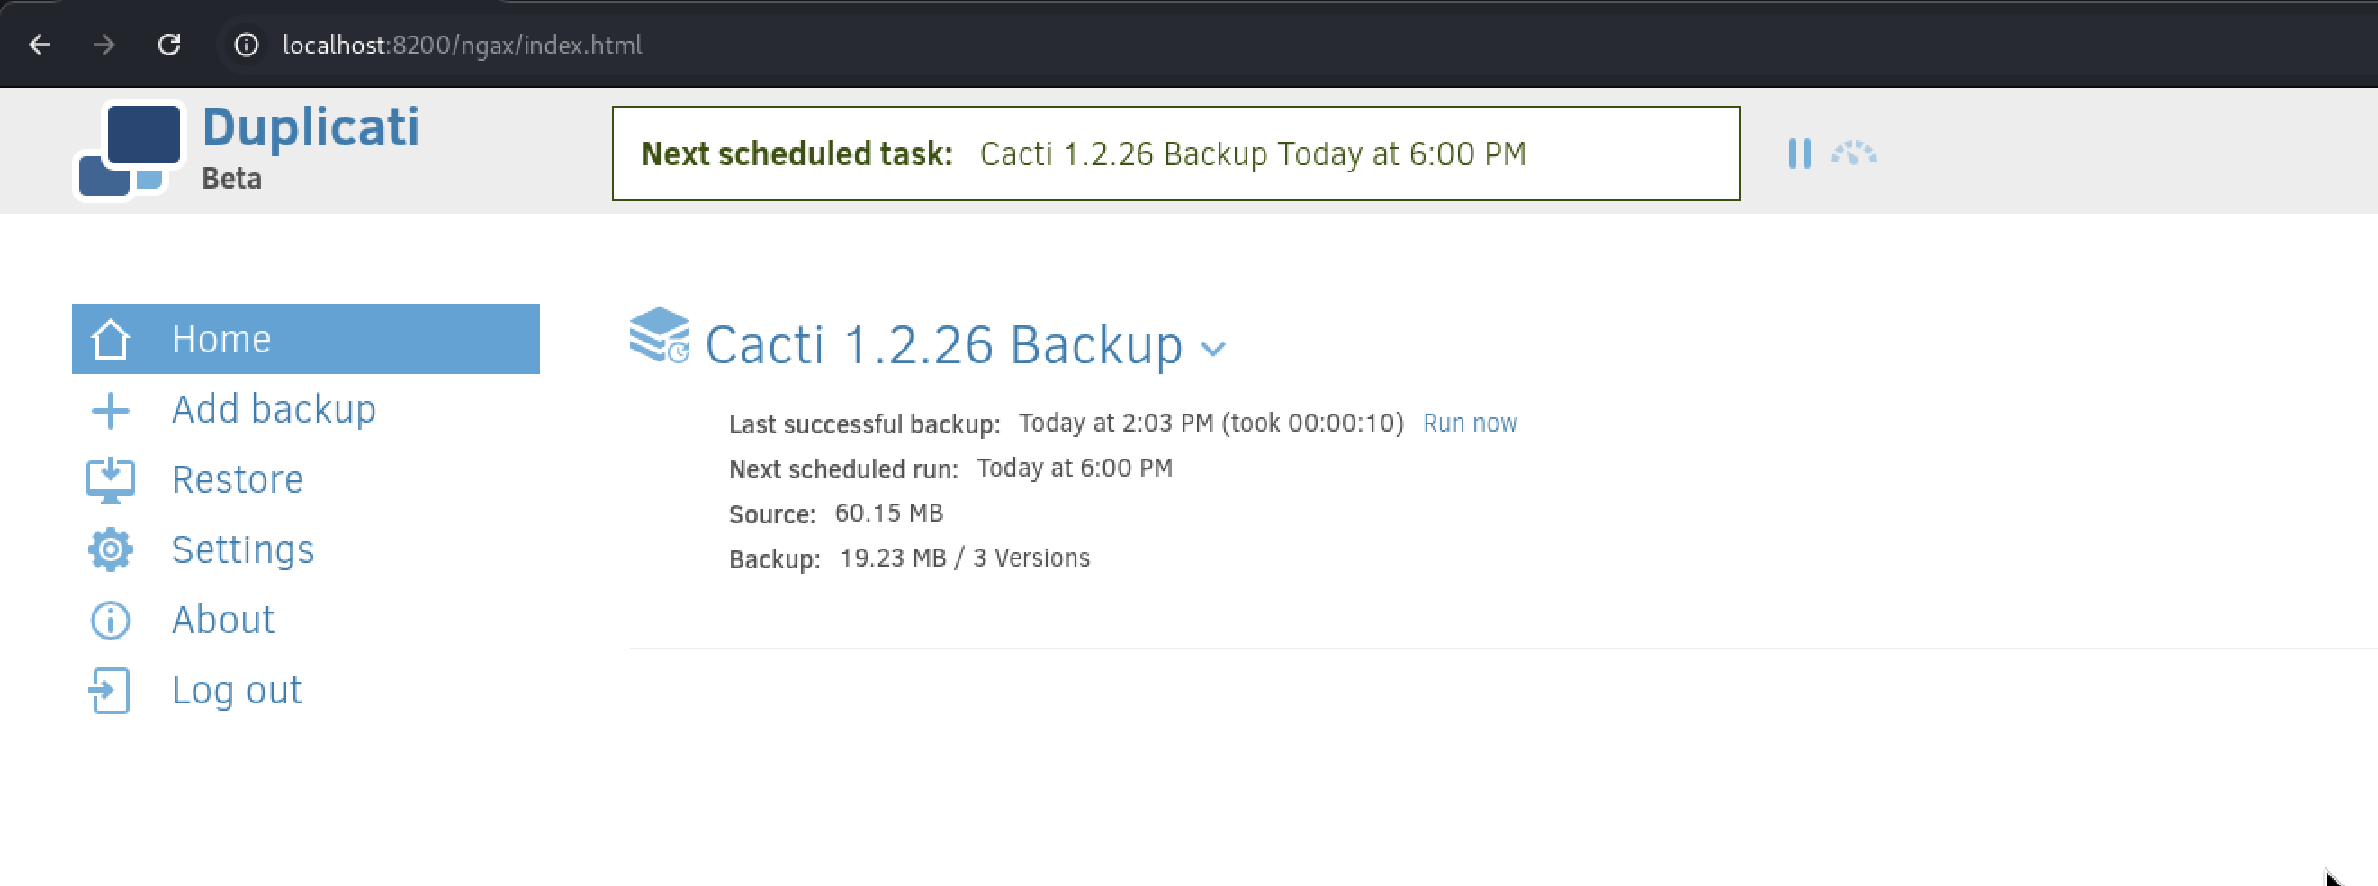 localhost:8200/ngax/index.html
Duplicati
Beta
Next scheduled task: Cacti 1.2.26 Backup Today at 6:00 PM
Home
Add backup
Restore
Settings
About
Log out
Cacti 1.2.26 Backup
Last successful backup: Today at 2:03 PM (took 00:00:10) Run now
Next scheduled run: Today at 6:00 PM
Source: 60.15 MB
Backup: 19.23 MB / 3 Versions